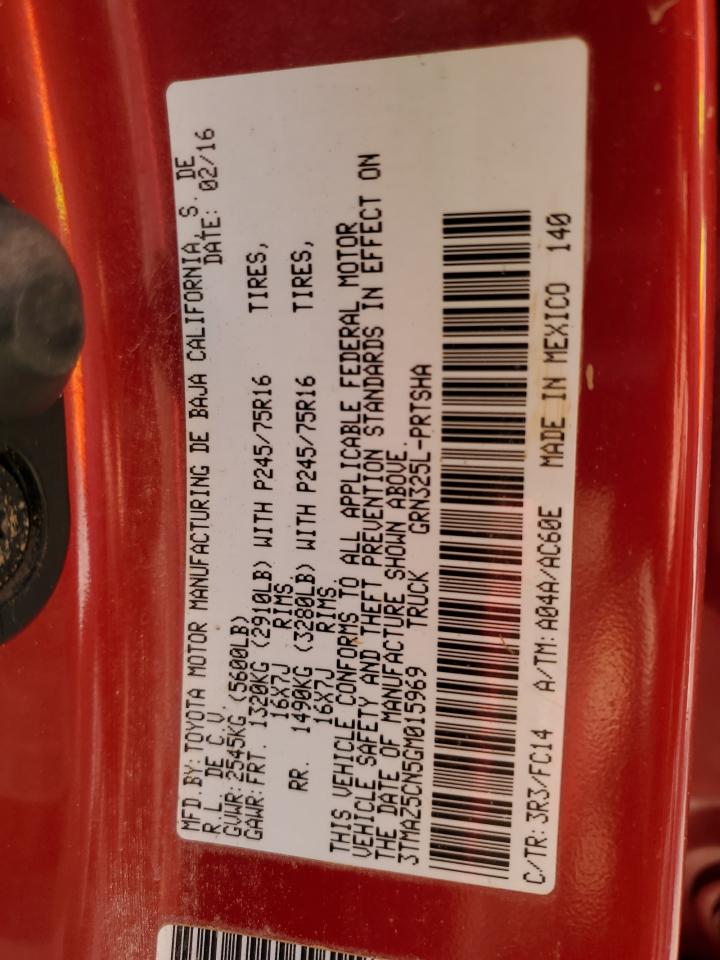 MFD.BY:TOYOTA MOTOR MANUFACTURING DE BAJA CALIFORNIA, S. DE
R. L. DE C.V. DATE: 02/16
GVWR:2545KG (5600LB)
GAWR:FRT. 1320KG (2910LB) WITH P245/75R16 TIRES,
16X7J RIMS.
RR. 1490KG (3280LB) WITH P245/75R16 TIRES,
16X7J RIMS.
THIS VEHICLE CONFORMS TO ALL APPLICABLE FEDERAL MOTOR
VEHICLE SAFETY AND THEFT PREVENTION STANDARDS IN EFFECT ON
THE DATE OF MANUFACTURE SHOWN ABOVE.
3TMAZ5CN5GM015969 TRUCK GRN325L-PRTSHA
C/TR:3R3/FC14 A/TM:A04A/AC60E MADE IN MEXICO 140